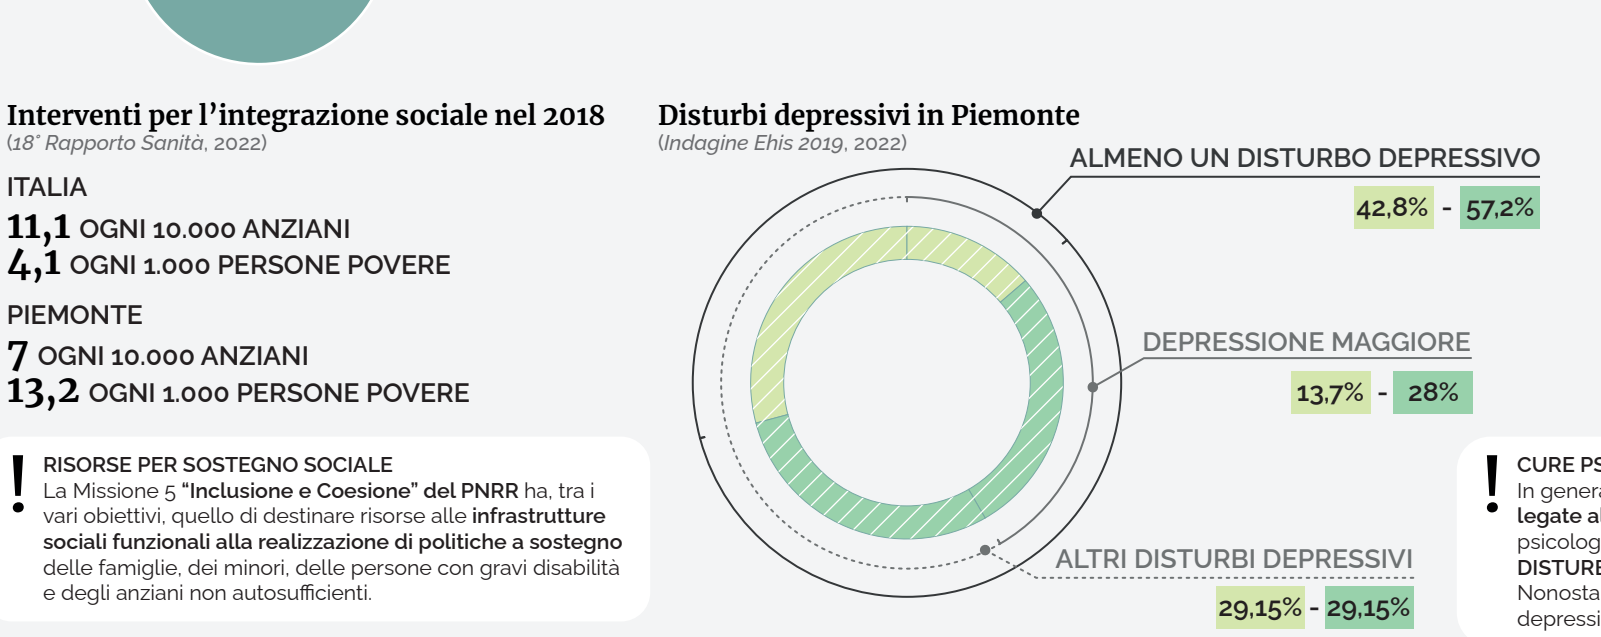 Interventi per l’integrazione sociale nel 2018
(18° Rapporto Sanità, 2022)
ITALIA
11,1 OGNI 10.000 ANZIANI
4,1 OGNI 1.000 PERSONE POVERE
PIEMONTE
7 OGNI 10.000 ANZIANI
13,2 OGNI 1.000 PERSONE POVERE
! RISORSE PER SOSTEGNO SOCIALE
La Missione 5 “Inclusione e Coesione” del PNRR ha, tra i
vari obiettivi, quello di destinare risorse alle infrastrutture
sociali funzionali alla realizzazione di politiche a sostegno
delle famiglie, dei minori, delle persone con gravi disabilità
e degli anziani non autosufficienti.
Disturbi depressivi in Piemonte
(Indagine Ehis 2019, 2022)
ALMENO UN DISTURBO DEPRESSIVO
42,8% - 57,2%
DEPRESSIONE MAGGIORE
13,7% - 28%
ALTRI DISTURBI DEPRESSIVI
29,15% - 29,15%
! CURE PS
In genera
legate al
psicolog
DISTURB
Nonosta
depressi